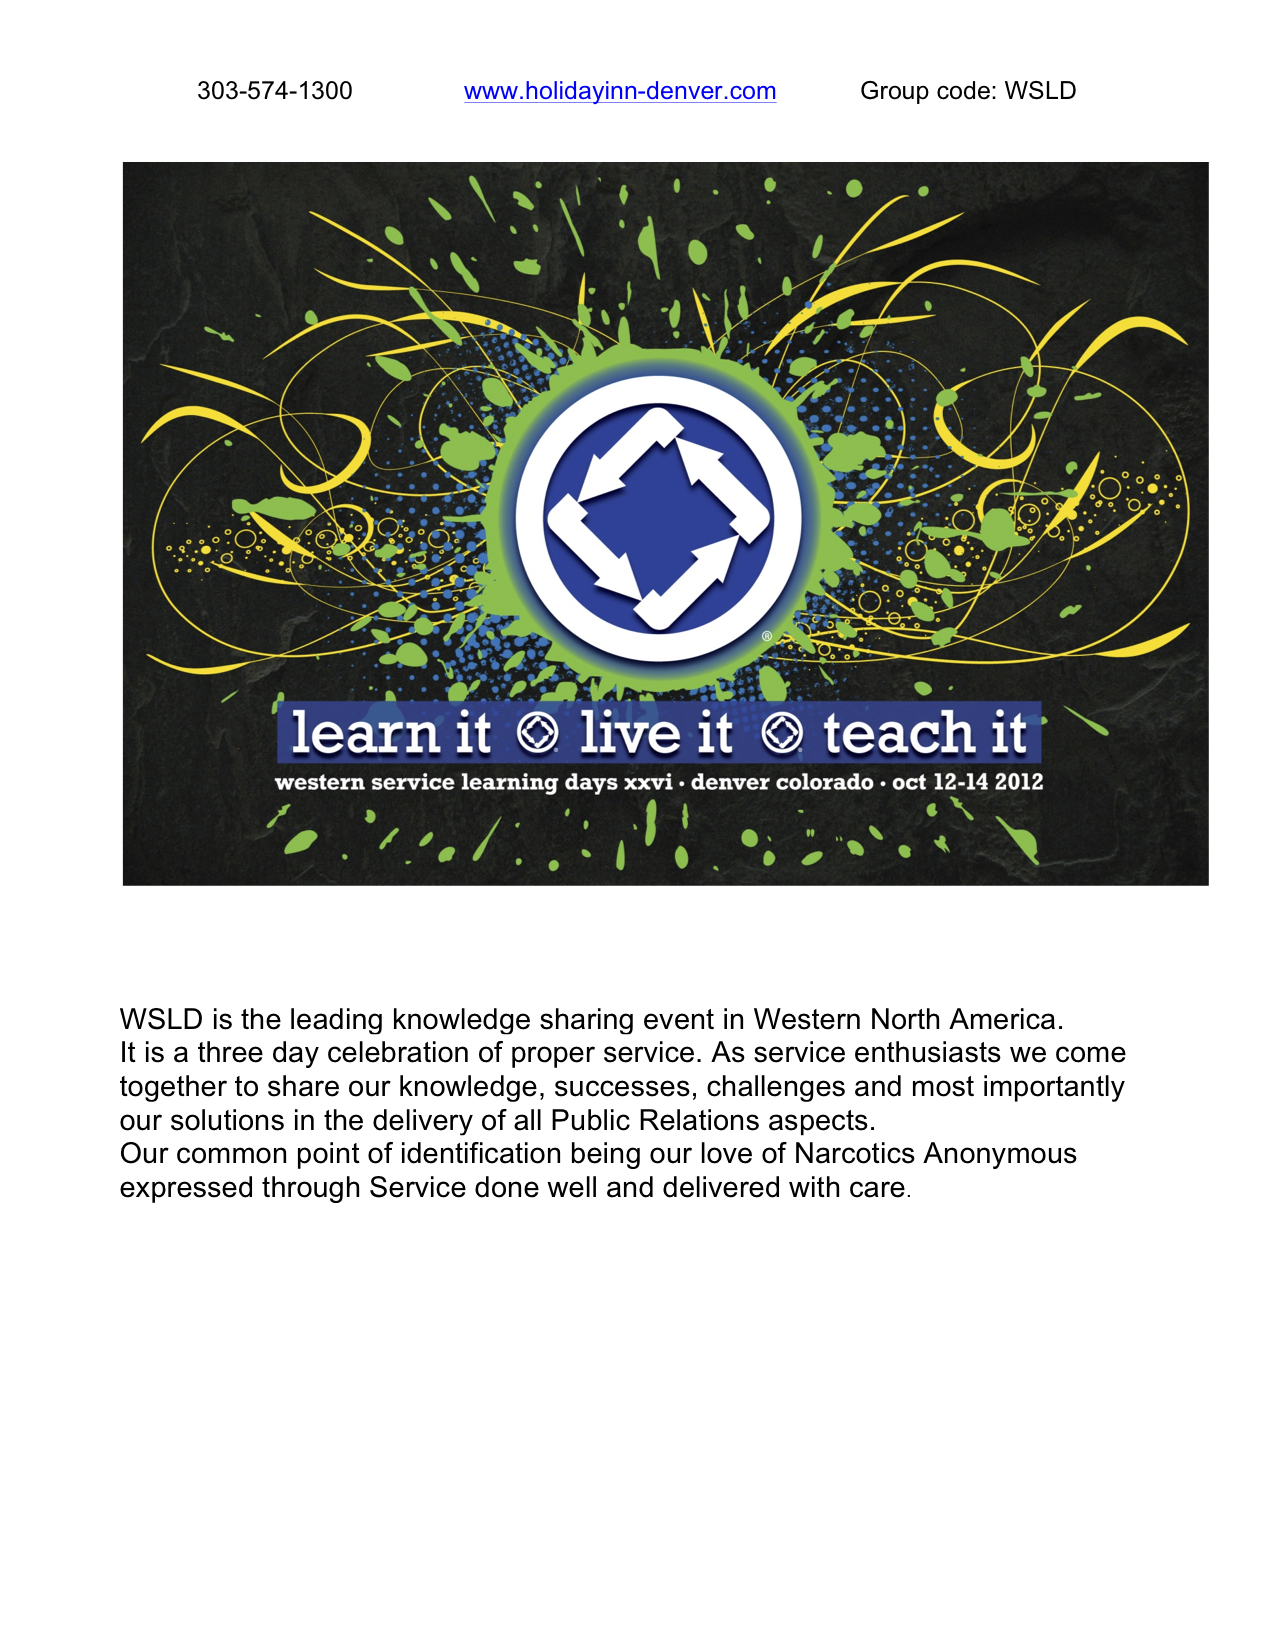 303-574-1300 www.holidayinn-denver.com Group code: WSLD
®
learn it live it teach it
western service learning days xxvi · denver colorado · oct 12-14 2012
WSLD is the leading knowledge sharing event in Western North America.
It is a three day celebration of proper service. As service enthusiasts we come
together to share our knowledge, successes, challenges and most importantly
our solutions in the delivery of all Public Relations aspects.
Our common point of identification being our love of Narcotics Anonymous
expressed through Service done well and delivered with care.